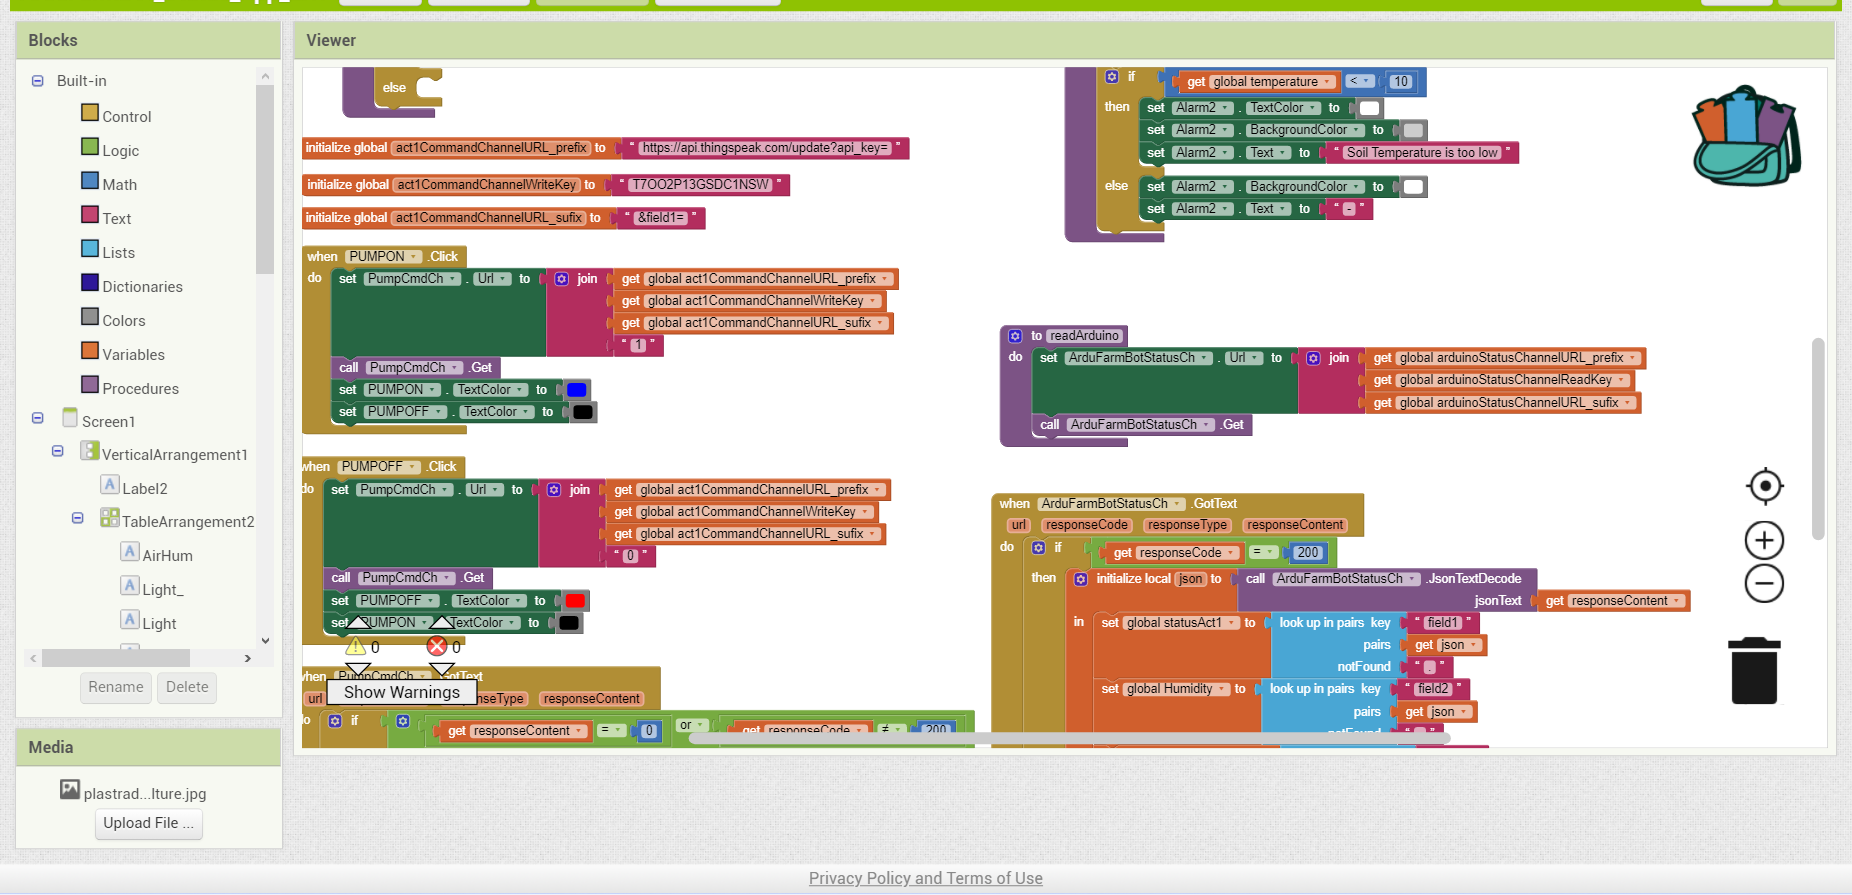 Blocks
Built-in
Control
Logic
Math
Text
Lists
Dictionaries
Colors
Variables
Procedures
Screen1
VerticalArrangement1
Label2
TableArrangement2
AirHum
Light_
Light
Rename Delete
Media
plastrad...lture.jpg
Upload File ...
Viewer
else
initialize global act1CommandChannelURL_prefix to " https://api.thingspeak.com/update?api_key= "
initialize global act1CommandChannelWriteKey to " T7OO2P13GSDC1NSW "
initialize global act1CommandChannelURL_sufix to " &field1= "
when PUMPON .Click
do set PumpCmdCh . Url to join get global act1CommandChannelURL_prefix
get global act1CommandChannelWriteKey
get global act1CommandChannelURL_sufix
" 1 "
call PumpCmdCh .Get
set PUMPON . TextColor to
set PUMPOFF . TextColor to
when PUMPOFF .Click
do set PumpCmdCh . Url to join get global act1CommandChannelURL_prefix
get global act1CommandChannelWriteKey
get global act1CommandChannelURL_sufix
" 0 "
call PumpCmdCh .Get
set PUMPOFF . TextColor to
set PUMPON . TextColor to
0 0
Show Warnings
when PumpCmdCh .GotText
url responseContent
do if get responseContent = 0 or get responseCode ≠ 200
if get global temperature < 10
then set Alarm2 . TextColor to
set Alarm2 . BackgroundColor to
set Alarm2 . Text to " Soil Temperature is too low "
else set Alarm2 . BackgroundColor to
set Alarm2 . Text to " - "
to readArduino
do set ArduFarmBotStatusCh . Url to join get global arduinoStatusChannelURL_prefix
get global arduinoStatusChannelReadKey
get global arduinoStatusChannelURL_sufix
call ArduFarmBotStatusCh .Get
when ArduFarmBotStatusCh .GotText
url responseCode responseType responseContent
do if get responseCode = 200
then initialize local json to call ArduFarmBotStatusCh .JsonTextDecode
jsonText get responseContent
in set global statusAct1 to look up in pairs key " field1 "
pairs get json
notFound " . "
set global Humidity to look up in pairs key " field2 "
pairs get json
notFound
Privacy Policy and Terms of Use